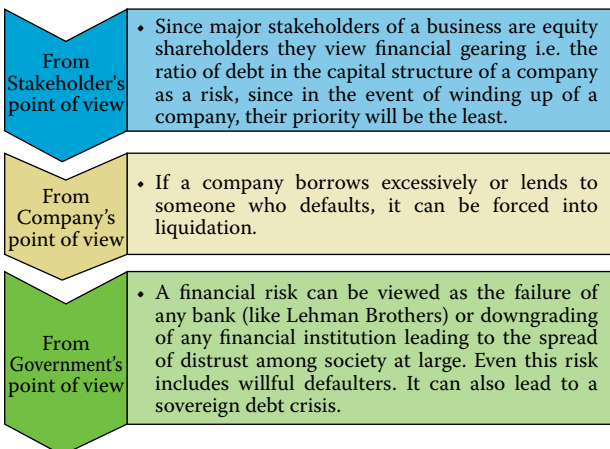 From
Stakeholder's
point of view
• Since major stakeholders of a business are equity
shareholders they view financial gearing i.e. the
ratio of debt in the capital structure of a company
as a risk, since in the event of winding up of a
company, their priority will be the least.
From
Company's
point of view
• If a company borrows excessively or lends to
someone who defaults, it can be forced into
liquidation.
From
Government's
point of view
• A financial risk can be viewed as the failure of
any bank (like Lehman Brothers) or downgrading
of any financial institution leading to the spread
of distrust among society at large. Even this risk
includes willful defaulters. It can also lead to a
sovereign debt crisis.